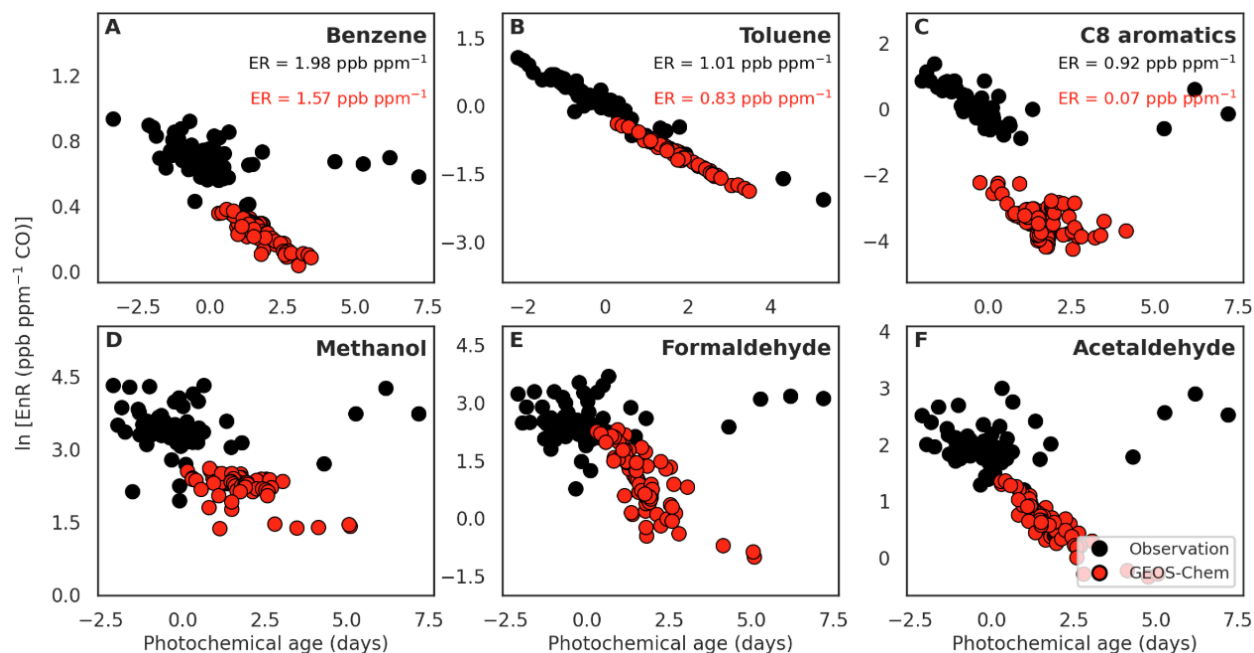 A
Benzene
ER = 1.98 ppb ppm⁻¹
ER = 1.57 ppb ppm⁻¹
1.2
0.8
0.4
0.0
−2.5 0.0 2.5 5.0 7.5
B
Toluene
ER = 1.01 ppb ppm⁻¹
ER = 0.83 ppb ppm⁻¹
1.5
0.0
−1.5
−3.0
−2 0 2 4
C
C8 aromatics
ER = 0.92 ppb ppm⁻¹
ER = 0.07 ppb ppm⁻¹
2
0
−2
−4
0.0 2.5 5.0 7.5
ln [EnR (ppb ppm⁻¹ CO)]
D
Methanol
4.5
3.0
1.5
0.0
−2.5 0.0 2.5 5.0 7.5
Photochemical age (days)
E
Formaldehyde
4.5
3.0
1.5
0.0
−1.5
−2.5 0.0 2.5 5.0 7.5
Photochemical age (days)
F
Acetaldehyde
4
3
2
1
0
Observation
GEOS-Chem
−2.5 0.0 2.5 5.0 7.5
Photochemical age (days)